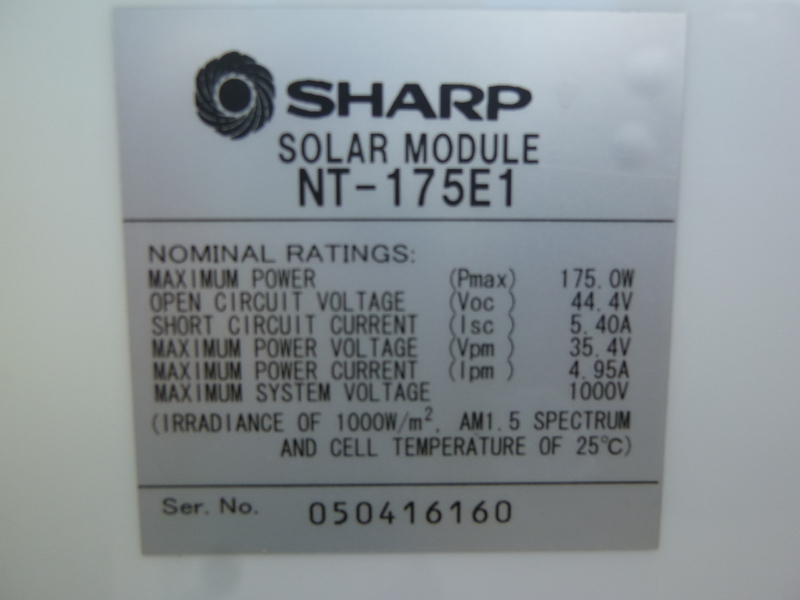 SHARP
SOLAR MODULE
NT-175E1
NOMINAL RATINGS:
MAXIMUM POWER (Pmax) 175.0W
OPEN CIRCUIT VOLTAGE (Voc ) 44.4V
SHORT CIRCUIT CURRENT (Isc ) 5.40A
MAXIMUM POWER VOLTAGE (Vpm ) 35.4V
MAXIMUM POWER CURRENT (Ipm ) 4.95A
MAXIMUM SYSTEM VOLTAGE 1000V
(IRRADIANCE OF 1000W/m², AM1.5 SPECTRUM
AND CELL TEMPERATURE OF 25℃)
Ser. No. 050416160